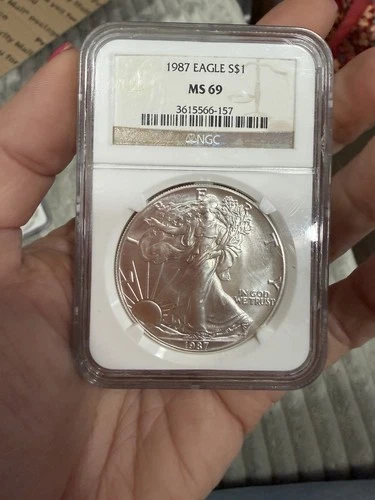 1987 EAGLE S$1
MS 69
3615566-157
NGC
LIBERTY
IN GOD
WE TRUST
1987